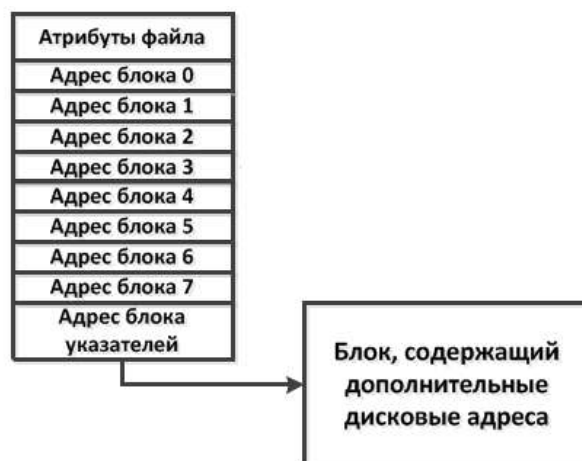 Атрибуты файла
Адрес блока 0
Адрес блока 1
Адрес блока 2
Адрес блока 3
Адрес блока 4
Адрес блока 5
Адрес блока 6
Адрес блока 7
Адрес блока
указателей
Блок, содержащий
дополнительные
дисковые адреса